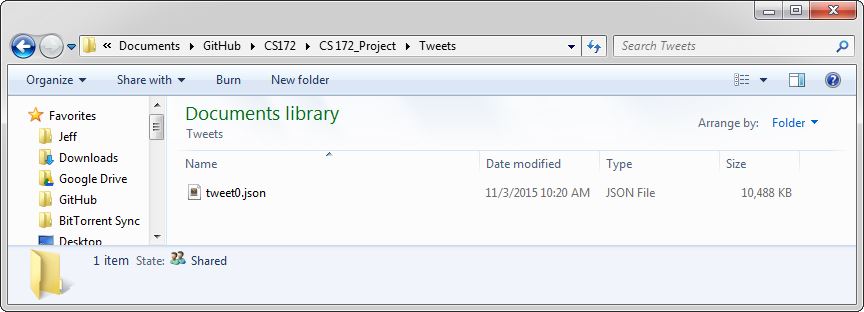 « Documents ▸ GitHub ▸ CS172 ▸ CS 172_Project ▸ Tweets
Search Tweets
Organize ▾ Share with ▾ Burn New folder
Favorites
Jeff
Downloads
Google Drive
GitHub
BitTorrent Sync
Desktop
Documents library
Tweets
Arrange by: Folder ▾
Name Date modified Type Size
tweet0.json 11/3/2015 10:20 AM JSON File 10,488 KB
1 item State: Shared